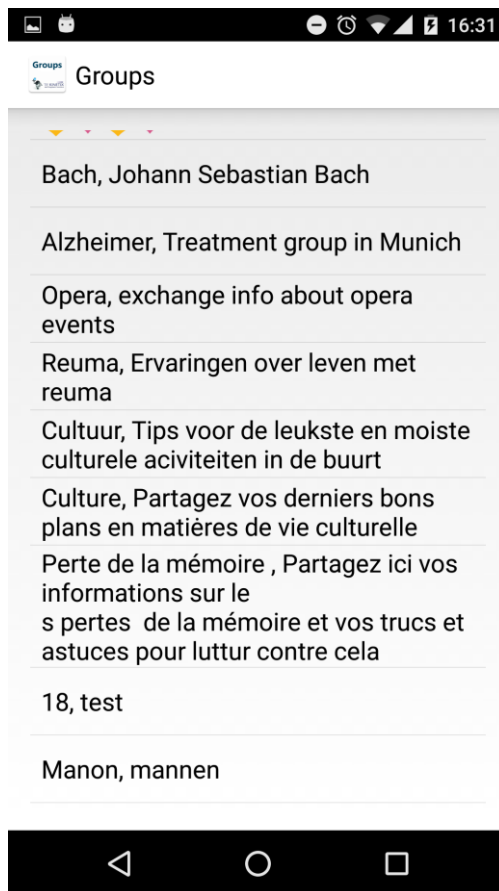 16:31
Groups
Groups
Bach, Johann Sebastian Bach
Alzheimer, Treatment group in Munich
Opera, exchange info about opera
events
Reuma, Ervaringen over leven met
reuma
Cultuur, Tips voor de leukste en moiste
culturele aciviteiten in de buurt
Culture, Partagez vos derniers bons
plans en matiėres de vie culturelle
Perte de la mémoire , Partagez ici vos
informations sur le
s pertes  de la mémoire et vos trucs et
astuces pour luttur contre cela
18, test
Manon, mannen